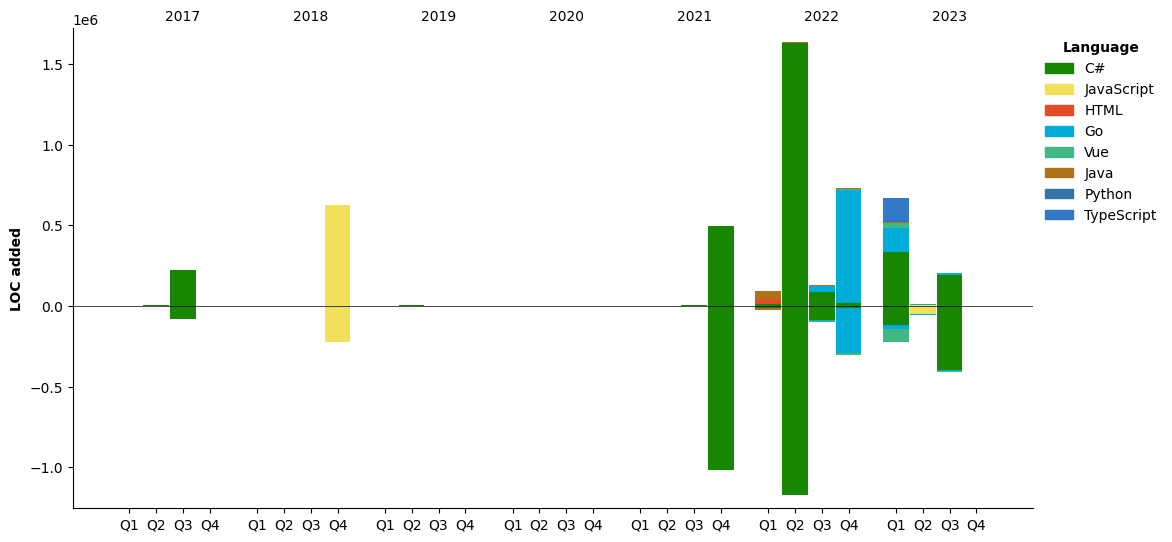 2017 2018 2019 2020 2021 2022 2023
1e6
Language
C#
JavaScript
HTML
Go
Vue
Java
Python
TypeScript
LOC added
1.5
1.0
0.5
0.0
−0.5
−1.0
Q1 Q2 Q3 Q4 Q1 Q2 Q3 Q4 Q1 Q2 Q3 Q4 Q1 Q2 Q3 Q4 Q1 Q2 Q3 Q4 Q1 Q2 Q3 Q4 Q1 Q2 Q3 Q4